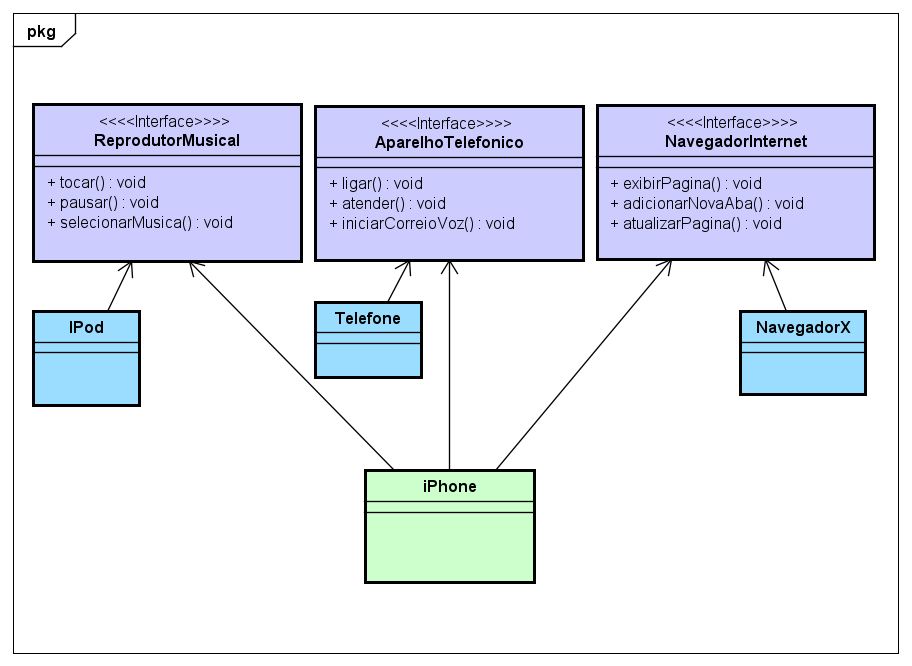 pkg
<<<<Interface>>>>
ReprodutorMusical
+ tocar() : void
+ pausar() : void
+ selecionarMusica() : void
<<<<Interface>>>>
AparelhoTelefonico
+ ligar() : void
+ atender() : void
+ iniciarCorreioVoz() : void
<<<<Interface>>>>
NavegadorInternet
+ exibirPagina() : void
+ adicionarNovaAba() : void
+ atualizarPagina() : void
IPod
Telefone
NavegadorX
iPhone